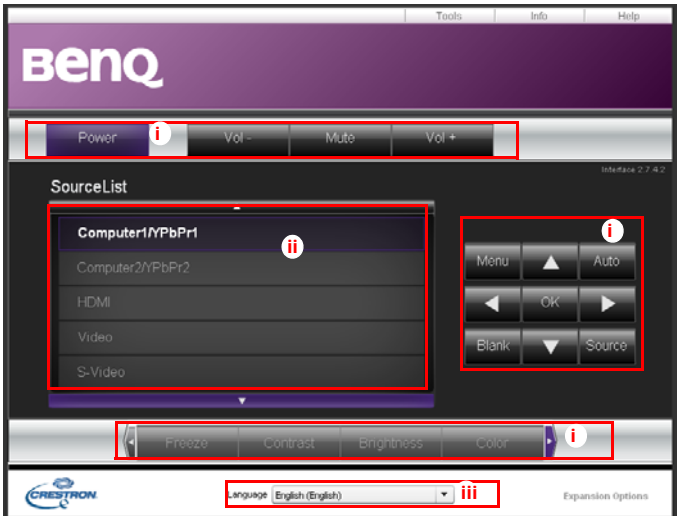 Tools Info Help
BenQ
Power i Vol - Mute Vol +
Interface 2.7.4.2
SourceList
Computer1/YPbPr1
ii
Computer2/YPbPr2
HDMI
Video
S-Video
i
Menu Auto
OK
Blank Source
Freeze Contrast Brightness Color i
CRESTRON
Language English (English) iii
Expansion Options